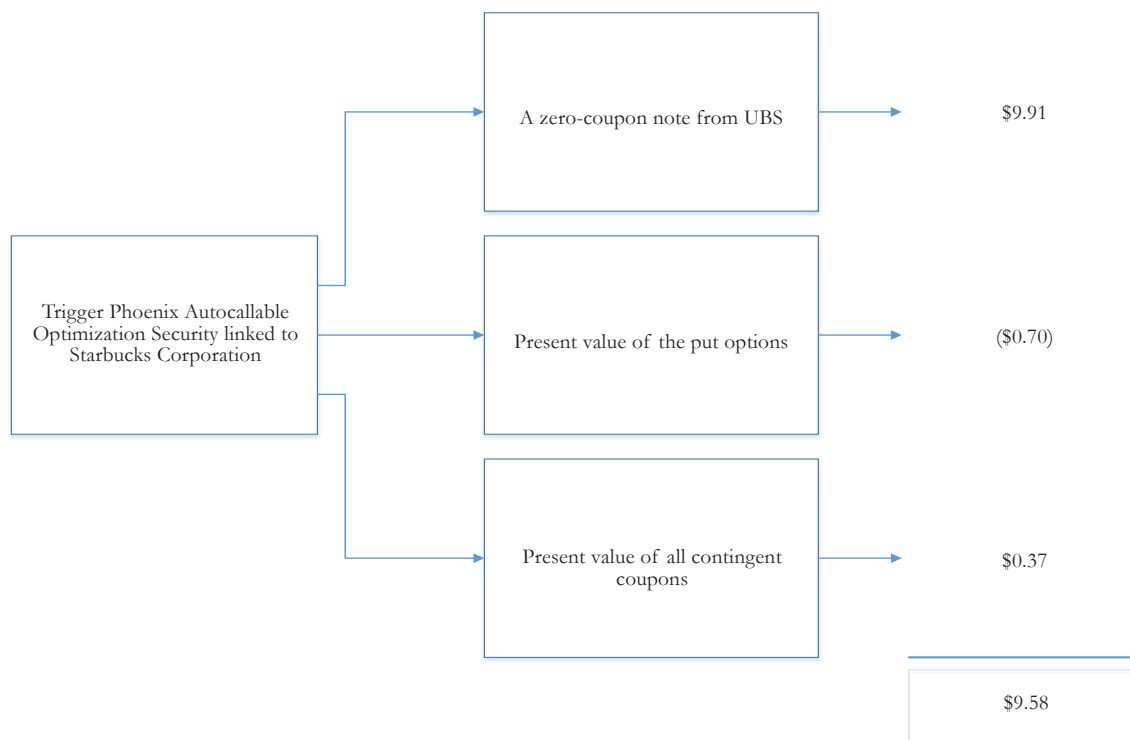 A zero-coupon note from UBS
$9.91
Trigger Phoenix Autocallable
Optimization Security linked to
Starbucks Corporation
Present value of the put options
($0.70)
Present value of all contingent
coupons
$0.37
$9.58